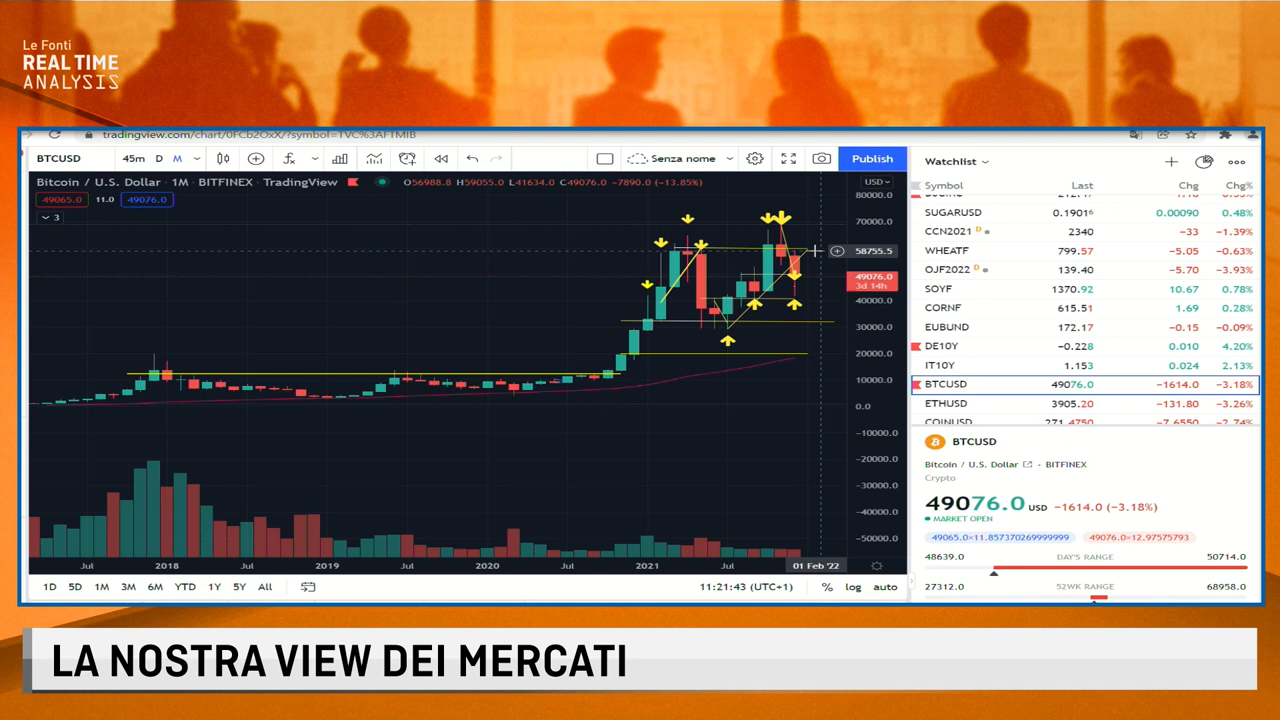 Le Fonti
REAL TIME
ANALYSIS
tradingview.com/chart/0FCb2OxX/?symbol=TVC%3AFTMIB
BTCUSD 45m D M Senza nome Publish
Bitcoin / U.S. Dollar · 1M · BITFINEX · TradingView O56988.8 H59055.0 L41634.0 C49076.0 −7890.0 (−13.85%) USD
49065.0 11.0 49076.0
3
80000.0
70000.0
58755.5
49076.0
3d 14h
40000.0
30000.0
20000.0
10000.0
0.0
−10000.0
−20000.0
−30000.0
−40000.0
−50000.0
Jul 2018 Jul 2019 Jul 2020 Jul 2021 Jul 01 Feb '22
1D 5D 1M 3M 6M YTD 1Y 5Y All 11:21:43 (UTC+1) % log auto
Watchlist
Symbol Last Chg Chg%
SUGARUSD 0.19016 0.00090 0.48%
CCN2021 D 2340 −33 −1.39%
WHEATF 799.57 −5.05 −0.63%
OJF2022 D 139.40 −5.70 −3.93%
SOYF 1370.92 10.67 0.78%
CORNF 615.51 1.69 0.28%
EUBUND 172.17 −0.15 −0.09%
DE10Y −0.228 0.010 4.20%
IT10Y 1.153 0.024 2.13%
BTCUSD 49076.0 −1614.0 −3.18%
ETHUSD 3905.20 −131.80 −3.26%
COINUSD 271.4750 −7.6550 −2.74%
BTCUSD
Bitcoin / U.S. Dollar · BITFINEX
Crypto
49076.0 USD −1614.0 (−3.18%)
MARKET OPEN
49065.0×11.857370269999999 49076.0×12.97575793
48639.0 DAY'S RANGE 50714.0
27312.0 52WK RANGE 68958.0
LA NOSTRA VIEW DEI MERCATI